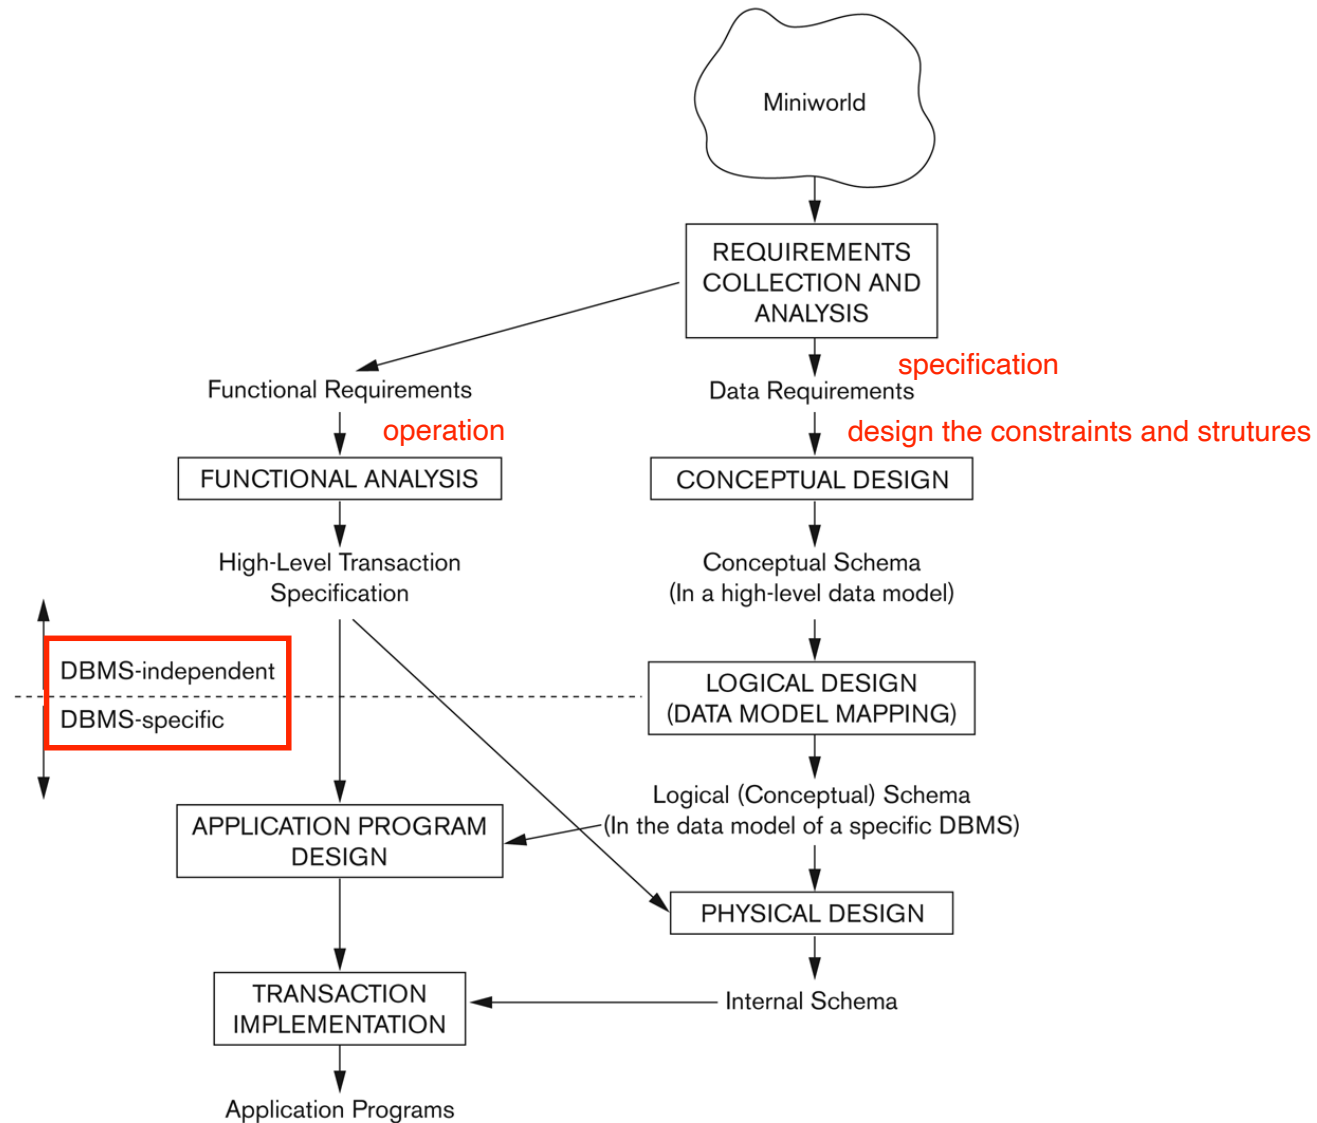 Miniworld
REQUIREMENTS
COLLECTION AND
ANALYSIS
specification
Functional Requirements
Data Requirements
operation
design the constraints and strutures
FUNCTIONAL ANALYSIS
CONCEPTUAL DESIGN
High-Level Transaction
Specification
Conceptual Schema
(In a high-level data model)
DBMS-independent
DBMS-specific
LOGICAL DESIGN
(DATA MODEL MAPPING)
Logical (Conceptual) Schema
(In the data model of a specific DBMS)
APPLICATION PROGRAM
DESIGN
PHYSICAL DESIGN
TRANSACTION
IMPLEMENTATION
Internal Schema
Application Programs